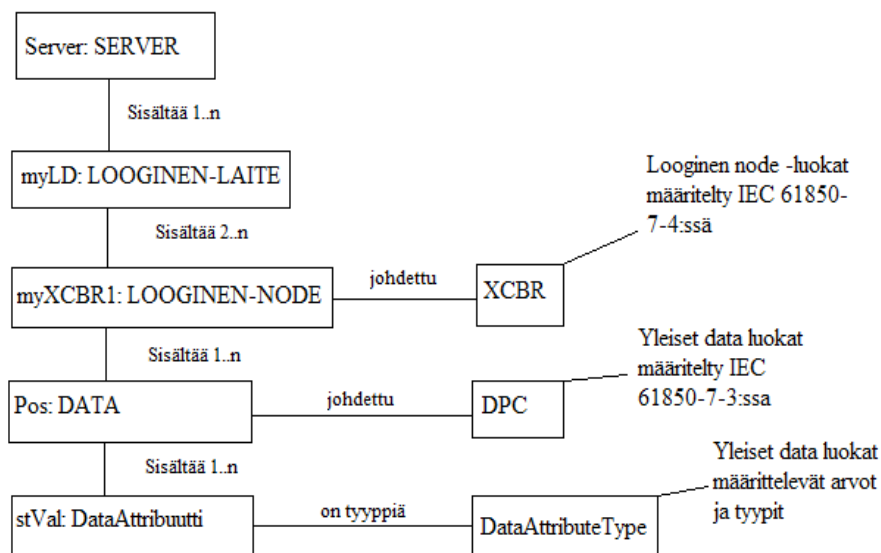 Server: SERVER
Sisältää 1..n
myLD: LOOGINEN-LAITE
Sisältää 2..n
myXCBR1: LOOGINEN-NODE
johdettu
XCBR
Looginen node -luokat
määritelty IEC 61850-
7-4:ssä
Sisältää 1..n
Pos: DATA
johdettu
DPC
Yleiset data luokat
määritelty IEC
61850-7-3:ssa
Sisältää 1..n
stVal: DataAttribuutti
on tyyppiä
DataAttributeType
Yleiset data luokat
määrittelevät arvot
ja tyypit